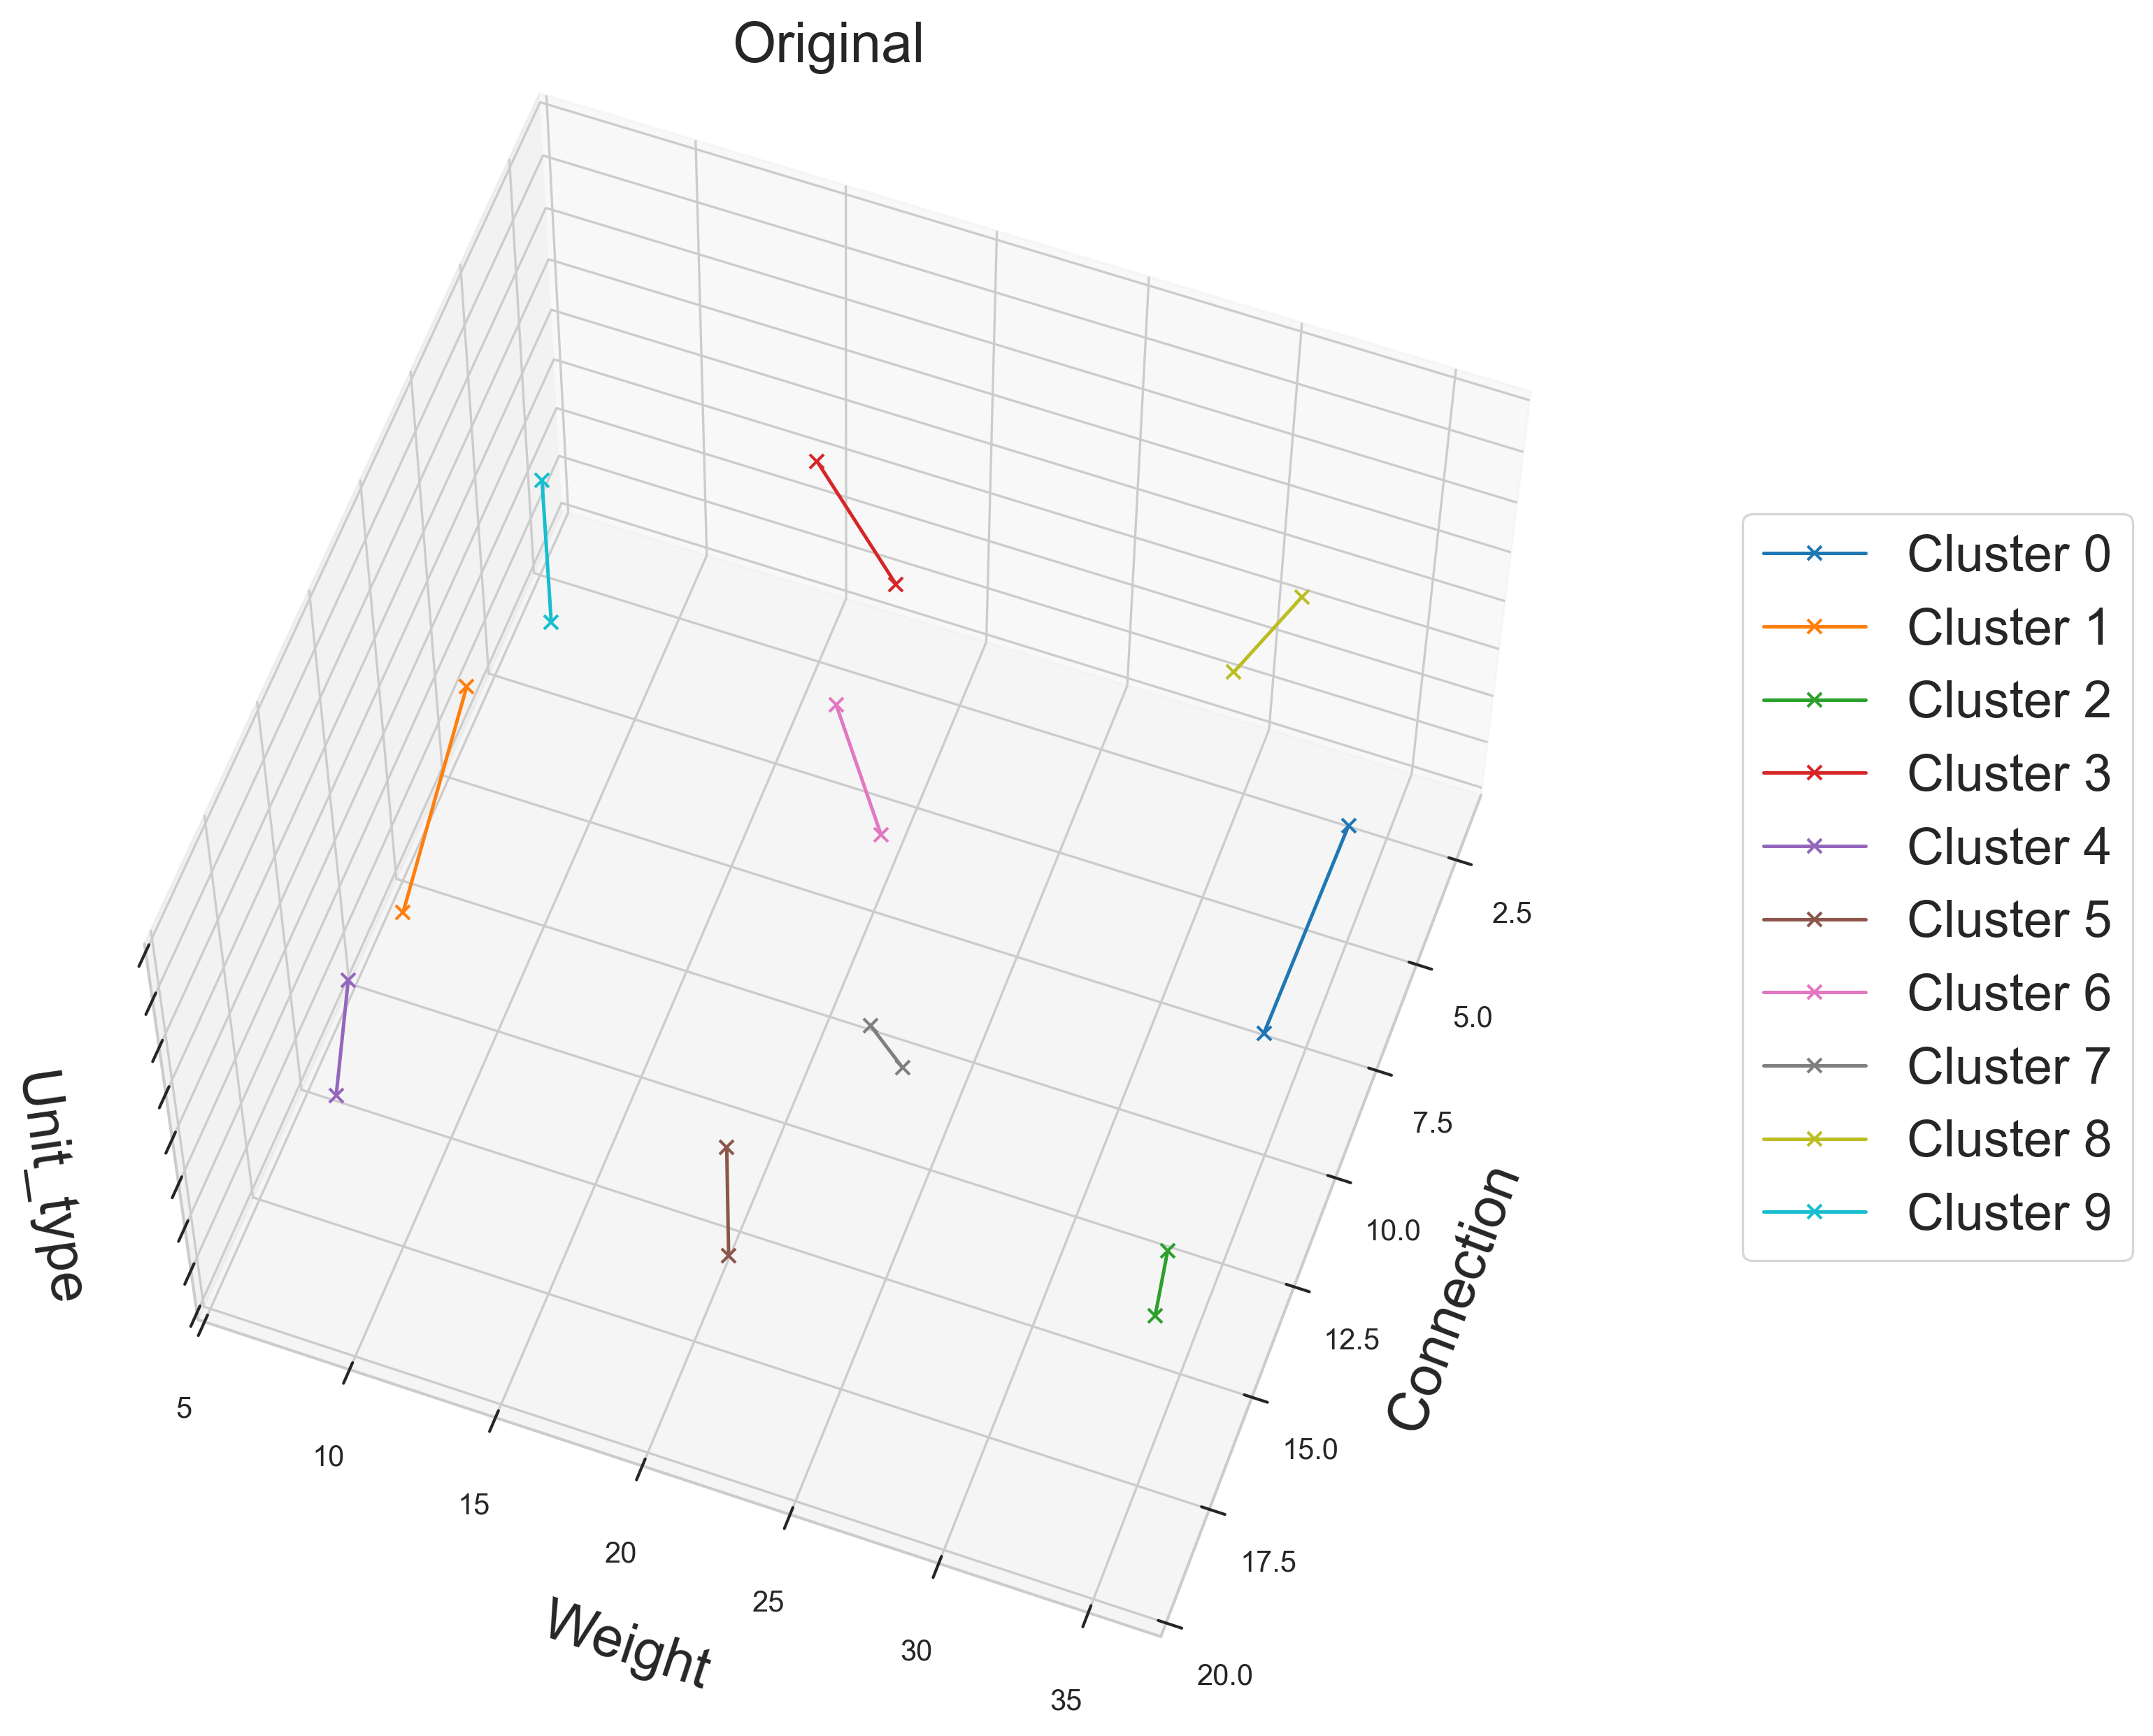 Original
Cluster 0
Cluster 1
Cluster 2
Cluster 3
Cluster 4
Cluster 5
Cluster 6
Cluster 7
Cluster 8
Cluster 9
2.5
5.0
7.5
10.0
12.5
15.0
17.5
20.0
Connection
Unit_type
5
10
15
20
25
30
35
Weight